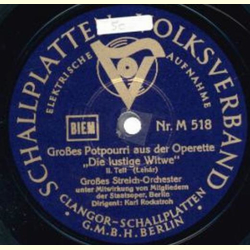 SCHALLPLATTEN VOLKSVERBAND
ELEKTRISCHE AUFNAHME
BIEM
Nr. M 518
Großes Potpourri aus der Operette
„Die lustige Witwe"
II. Teil (Lehár)
Großes Streich-Orchester
unter Mitwirkung von Mitgliedern
der Staatsoper, Berlin
Dirigent: Karl Rockstroh
CLANGOR-SCHALLPLATTEN
G.M.B.H. BERLIN